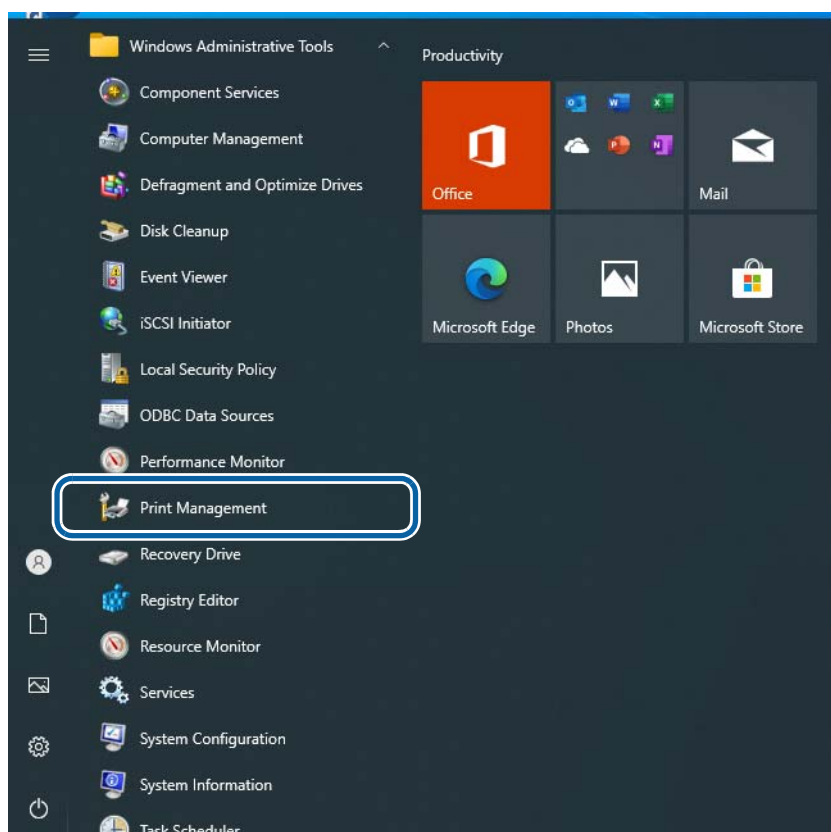 Windows Administrative Tools
Component Services
Computer Management
Defragment and Optimize Drives
Disk Cleanup
Event Viewer
iSCSI Initiator
Local Security Policy
ODBC Data Sources
Performance Monitor
Print Management
Recovery Drive
Registry Editor
Resource Monitor
Services
System Configuration
System Information
Task Scheduler
Productivity
Office
Mail
Microsoft Edge
Photos
Microsoft Store